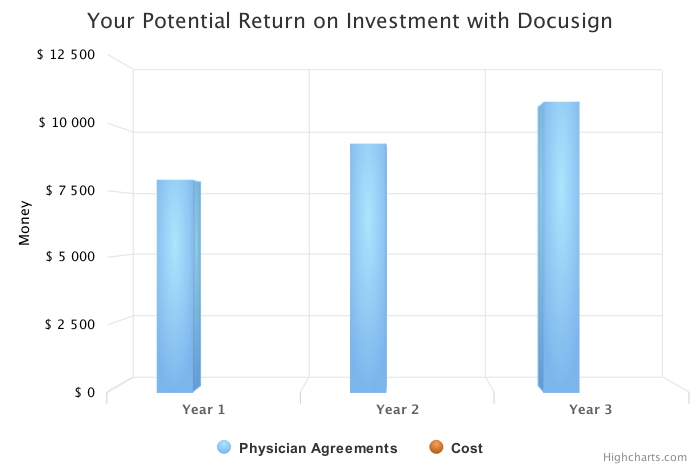 Your Potential Return on Investment with Docusign
$ 12 500
$ 10 000
$ 7 500
$ 5 000
$ 2 500
$ 0
Money
Year 1
Year 2
Year 3
Physician Agreements
Cost
Highcharts.com